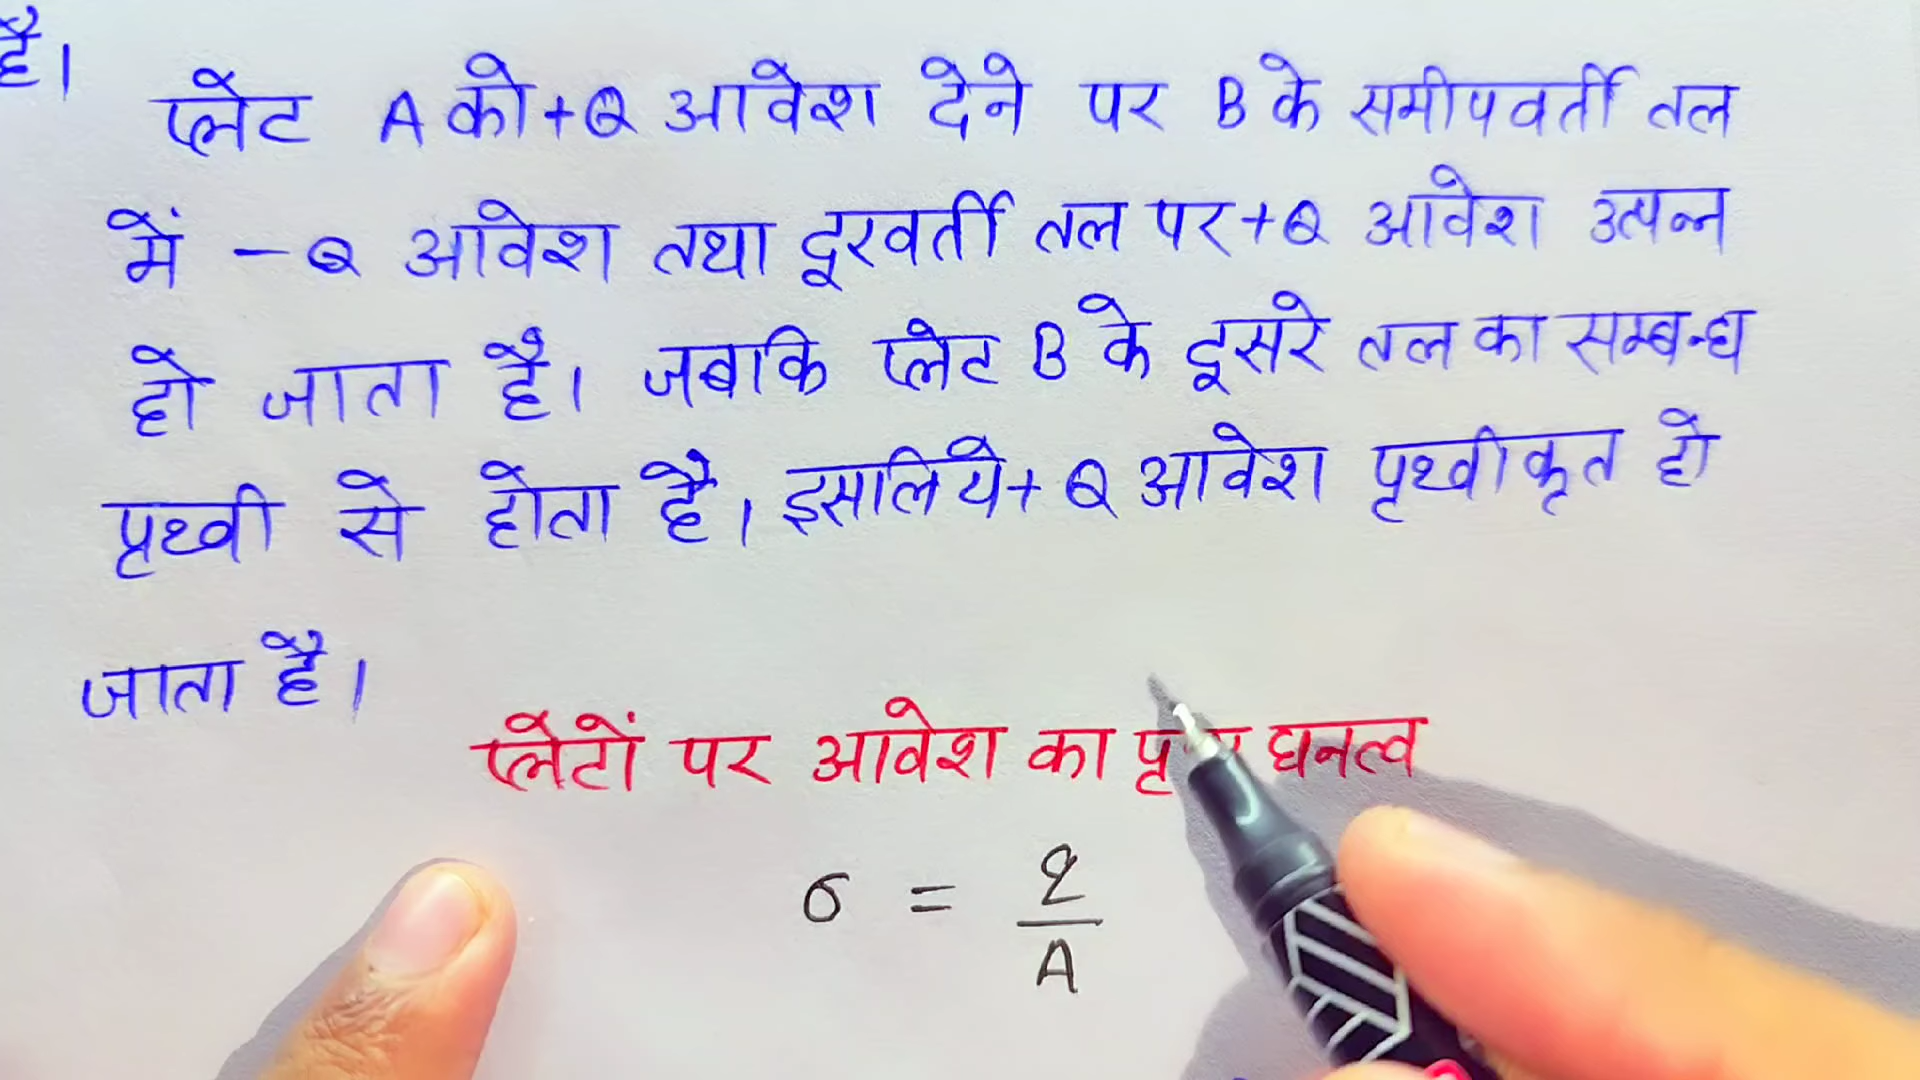 है।
प्लेट A को +Q आवेश देने पर B के समीपवर्ती तल
में -Q आवेश तथा दूरवर्ती तल पर +Q आवेश उत्पन्न
हो जाता है। जबकि प्लेट B के दूसरे तल का सम्बन्ध
पृथ्वी से होता है। इसलिये +Q आवेश पृथ्वीकृत हो
जाता है।
प्लेटों पर आवेश का घनत्व
σ = q/A